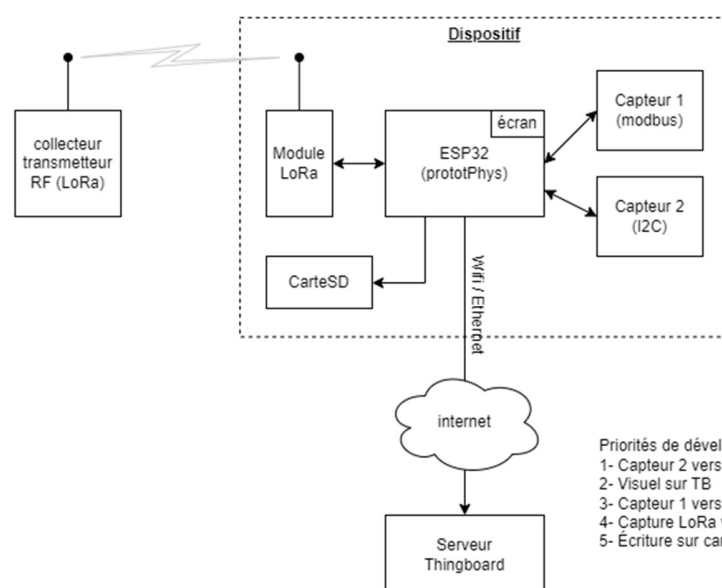 Dispositif
collecteur
transmetteur
RF (LoRa)
Module
LoRa
écran
ESP32
(prototPhys)
Capteur 1
(modbus)
Capteur 2
(I2C)
CarteSD
Wifi / Ethernet
internet
Serveur
Thingboard
Priorités de
1- Capteur 2 vers
2- Visuel sur TB
3- Capteur 1 vers
4- Capture LoRa
5- Écriture sur